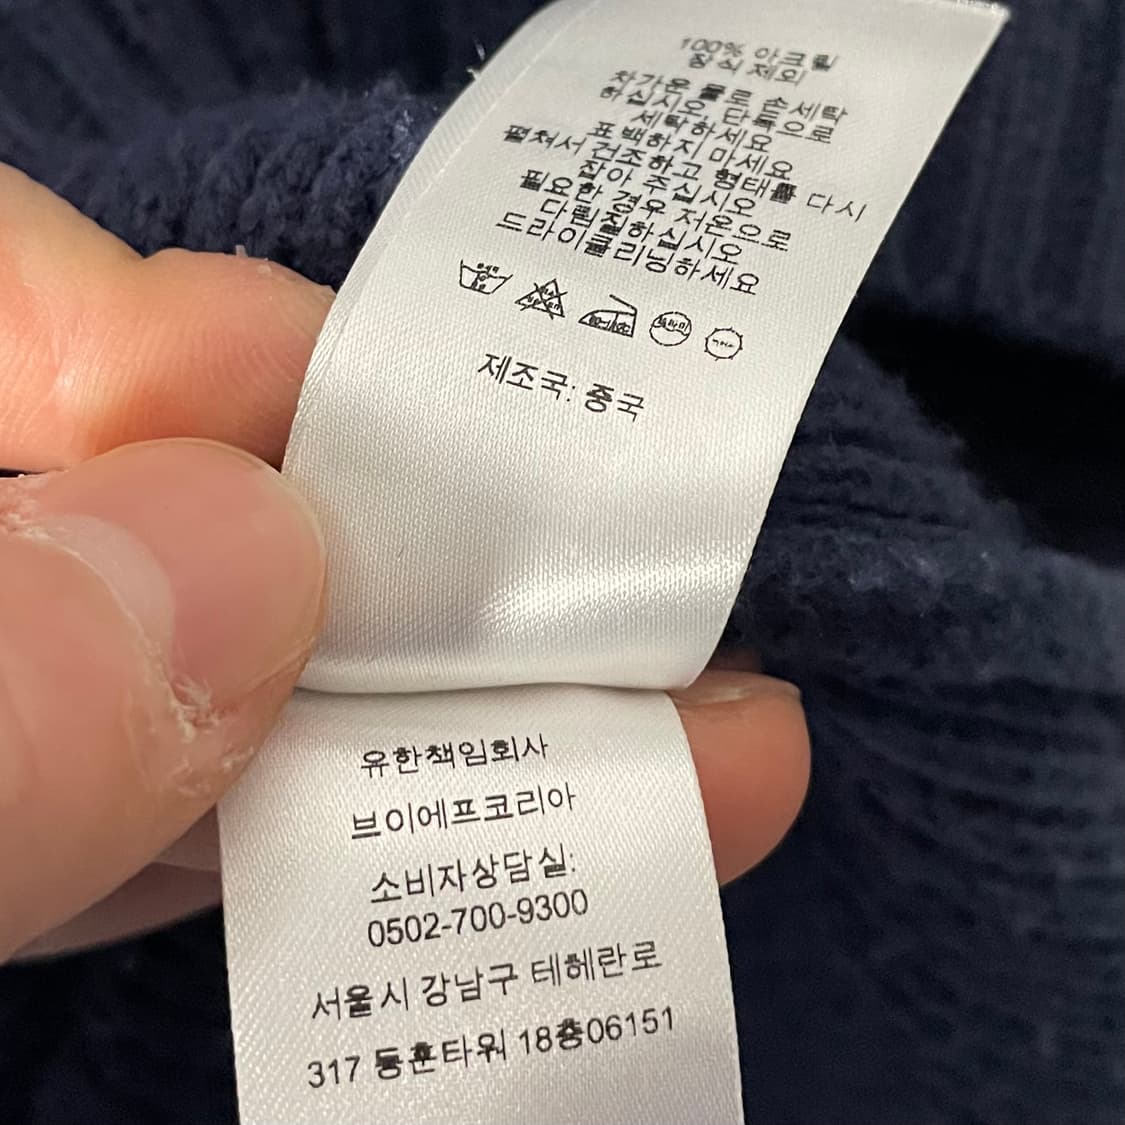 100% 아크릴
장식 제외
차가운 물로 손세탁
하십시오, 단독으로
세탁하세요
표백하지 마세요
펼쳐서 건조하고 형태를 다시
잡아 주십시오
필요한 경우 저온으로
다림질하십시오
드라이클리닝하세요
제조국: 중국
유한책임회사
브이에프코리아
소비자상담실:
0502-700-9300
서울시 강남구 테헤란로
317 동훈타워 18층06151